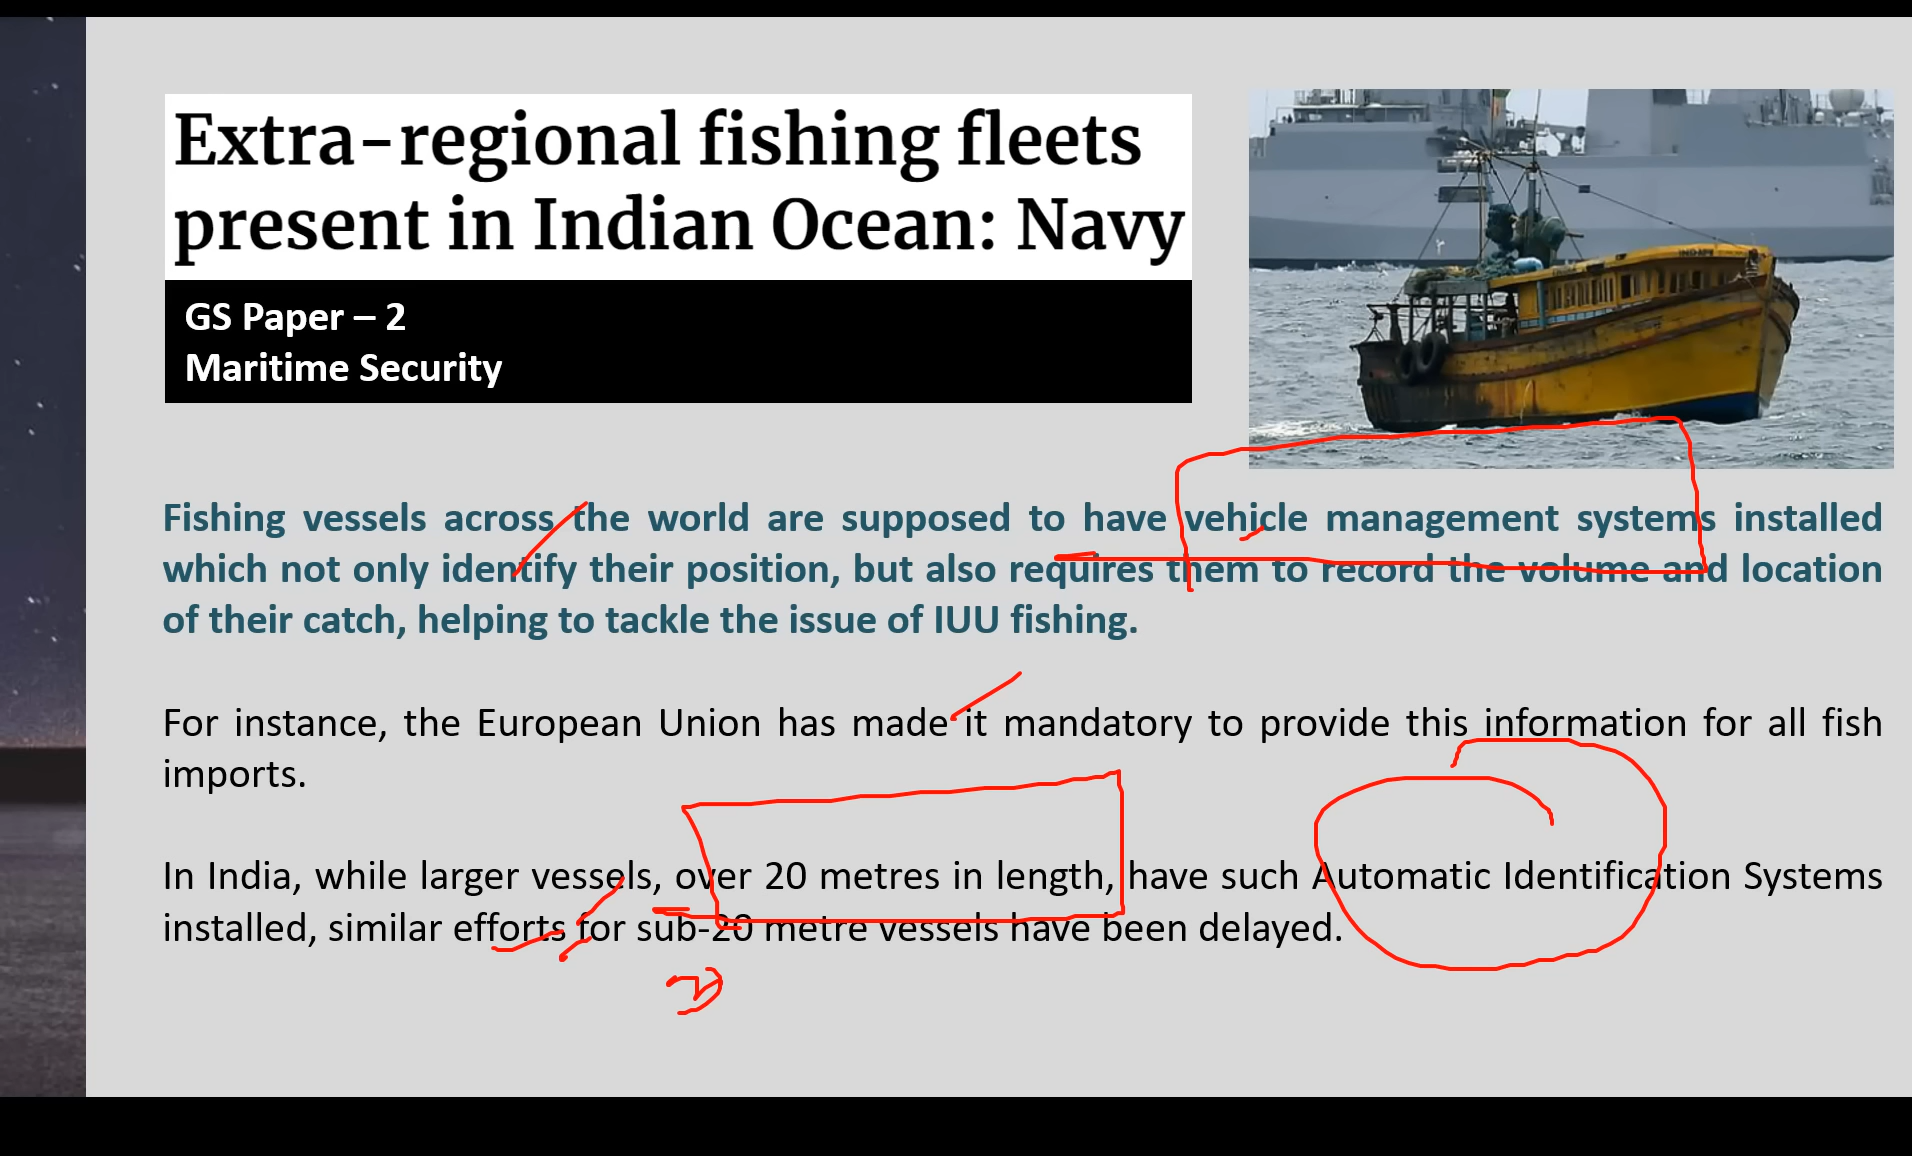 Extra-regional fishing fleets
present in Indian Ocean: Navy
GS Paper – 2
Maritime Security
Fishing vessels across the world are supposed to have vehicle management systems installed
which not only identify their position, but also requires them to record the volume and location
of their catch, helping to tackle the issue of IUU fishing.
For instance, the European Union has made it mandatory to provide this information for all fish
imports.
In India, while larger vessels, over 20 metres in length, have such Automatic Identification Systems
installed, similar efforts for sub-20 metre vessels have been delayed.